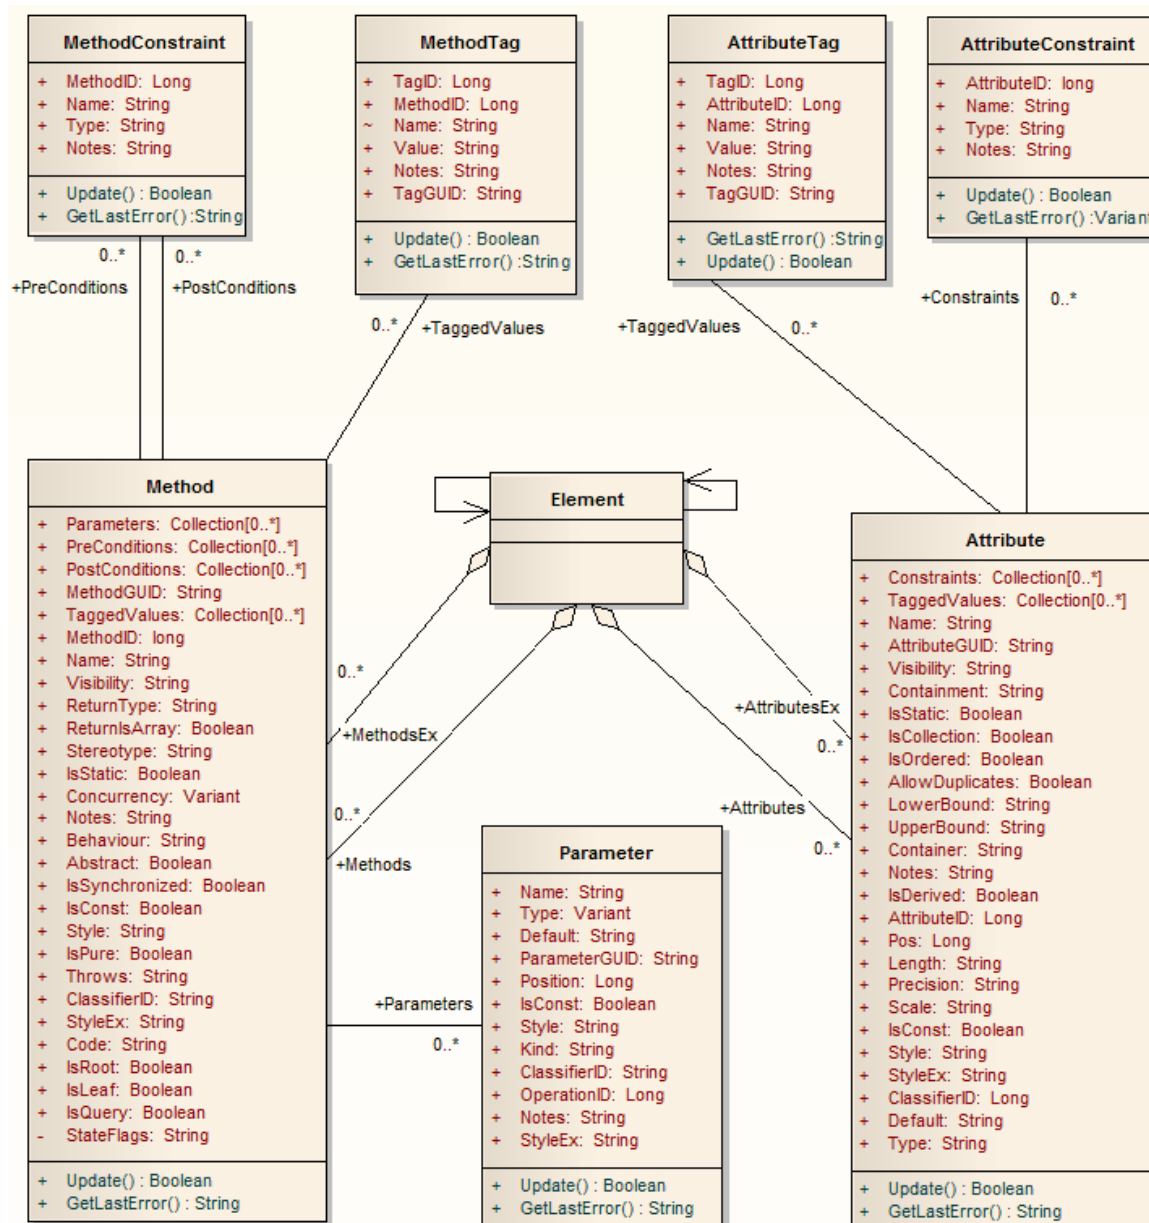 MethodConstraint
+ MethodID: Long
+ Name: String
+ Type: String
+ Notes: String
+ Update() : Boolean
+ GetLastError() :String
MethodTag
+ TagID: Long
+ MethodID: Long
~ Name: String
+ Value: String
+ Notes: String
+ TagGUID: String
+ Update() : Boolean
+ GetLastError() :String
AttributeTag
+ TagID: Long
+ AttributeID: Long
+ Name: String
+ Value: String
+ Notes: String
+ TagGUID: String
+ GetLastError() :String
+ Update() : Boolean
AttributeConstraint
+ AttributeID: long
+ Name: String
+ Type: String
+ Notes: String
+ Update() : Boolean
+ GetLastError() :Variant
0..*
0..*
+PreConditions
+PostConditions
0..*
+TaggedValues
+TaggedValues
0..*
+Constraints
0..*
Method
+ Parameters: Collection[0..*]
+ PreConditions: Collection[0..*]
+ PostConditions: Collection[0..*]
+ MethodGUID: String
+ TaggedValues: Collection[0..*]
+ MethodID: long
+ Name: String
+ Visibility: String
+ ReturnType: String
+ ReturnIsArray: Boolean
+ Stereotype: String
+ IsStatic: Boolean
+ Concurrency: Variant
+ Notes: String
+ Behaviour: String
+ Abstract: Boolean
+ IsSynchronized: Boolean
+ IsConst: Boolean
+ Style: String
+ IsPure: Boolean
+ Throws: String
+ ClassifierID: String
+ StyleEx: String
+ Code: String
+ IsRoot: Boolean
+ IsLeaf: Boolean
+ IsQuery: Boolean
- StateFlags: String
+ Update() : Boolean
+ GetLastError() : String
Element
0..*
+MethodsEx
0..*
+Methods
+AttributesEx
0..*
+Attributes
0..*
Parameter
+ Name: String
+ Type: Variant
+ Default: String
+ ParameterGUID: String
+ Position: Long
+ IsConst: Boolean
+ Style: String
+ Kind: String
+ ClassifierID: String
+ OperationID: Long
+ Notes: String
+ StyleEx: String
+ Update() : Boolean
+ GetLastError() : String
+Parameters
0..*
Attribute
+ Constraints: Collection[0..*]
+ TaggedValues: Collection[0..*]
+ Name: String
+ AttributeGUID: String
+ Visibility: String
+ Containment: String
+ IsStatic: Boolean
+ IsCollection: Boolean
+ IsOrdered: Boolean
+ AllowDuplicates: Boolean
+ LowerBound: String
+ UpperBound: String
+ Container: String
+ Notes: String
+ IsDerived: Boolean
+ AttributeID: Long
+ Pos: Long
+ Length: String
+ Precision: String
+ Scale: String
+ IsConst: Boolean
+ Style: String
+ StyleEx: String
+ ClassifierID: Long
+ Default: String
+ Type: String
+ Update() : Boolean
+ GetLastError() : String